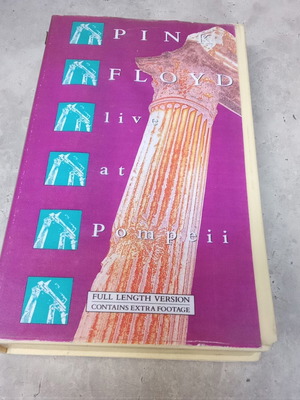 PINK
FLOYD
live
at
Pompeii
FULL LENGTH VERSION
CONTAINS EXTRA FOOTAGE